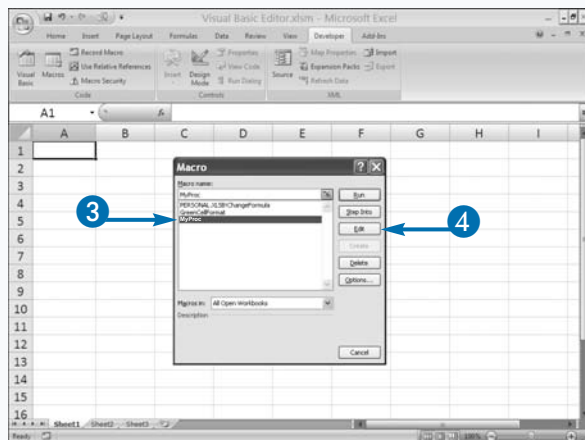 Visual Basic Editor.xlsm - Microsoft Excel
Home Insert Page Layout Formulas Data Review View Developer Add-Ins
Visual Basic
Macros
Record Macro
Use Relative References
Macro Security
Code
Insert
Design Mode
Properties
View Code
Run Dialog
Controls
Source
Map Properties
Expansion Packs
Refresh Data
Import
Export
XML
A1
fx
A B C D E F G H I
1
2
3
4
5
6
7
8
9
10
11
12
13
14
15
16
Macro
Macro name:
MyProc
PERSONAL.XLSB!ChangeFormula
GreenCellFormat
MyProc
Run
Step Into
Edit
Create
Delete
Options...
Macros in: All Open Workbooks
Description
Cancel
3
4
Sheet1 Sheet2 Sheet3
Ready
100%